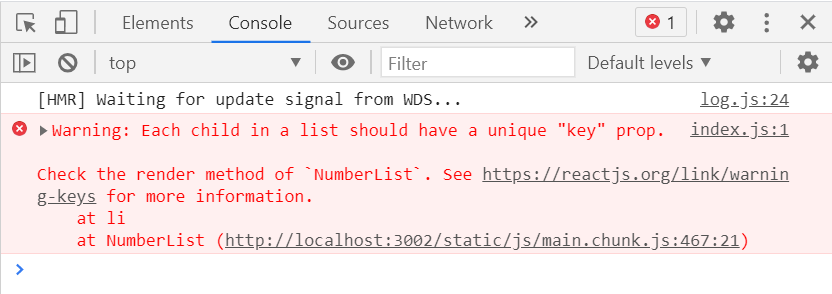 Elements Console Sources Network » 1
top Filter Default levels
[HMR] Waiting for update signal from WDS... log.js:24
Warning: Each child in a list should have a unique "key" prop. index.js:1
Check the render method of `NumberList`. See https://reactjs.org/link/warnin
g-keys for more information.
at li
at NumberList (http://localhost:3002/static/js/main.chunk.js:467:21)